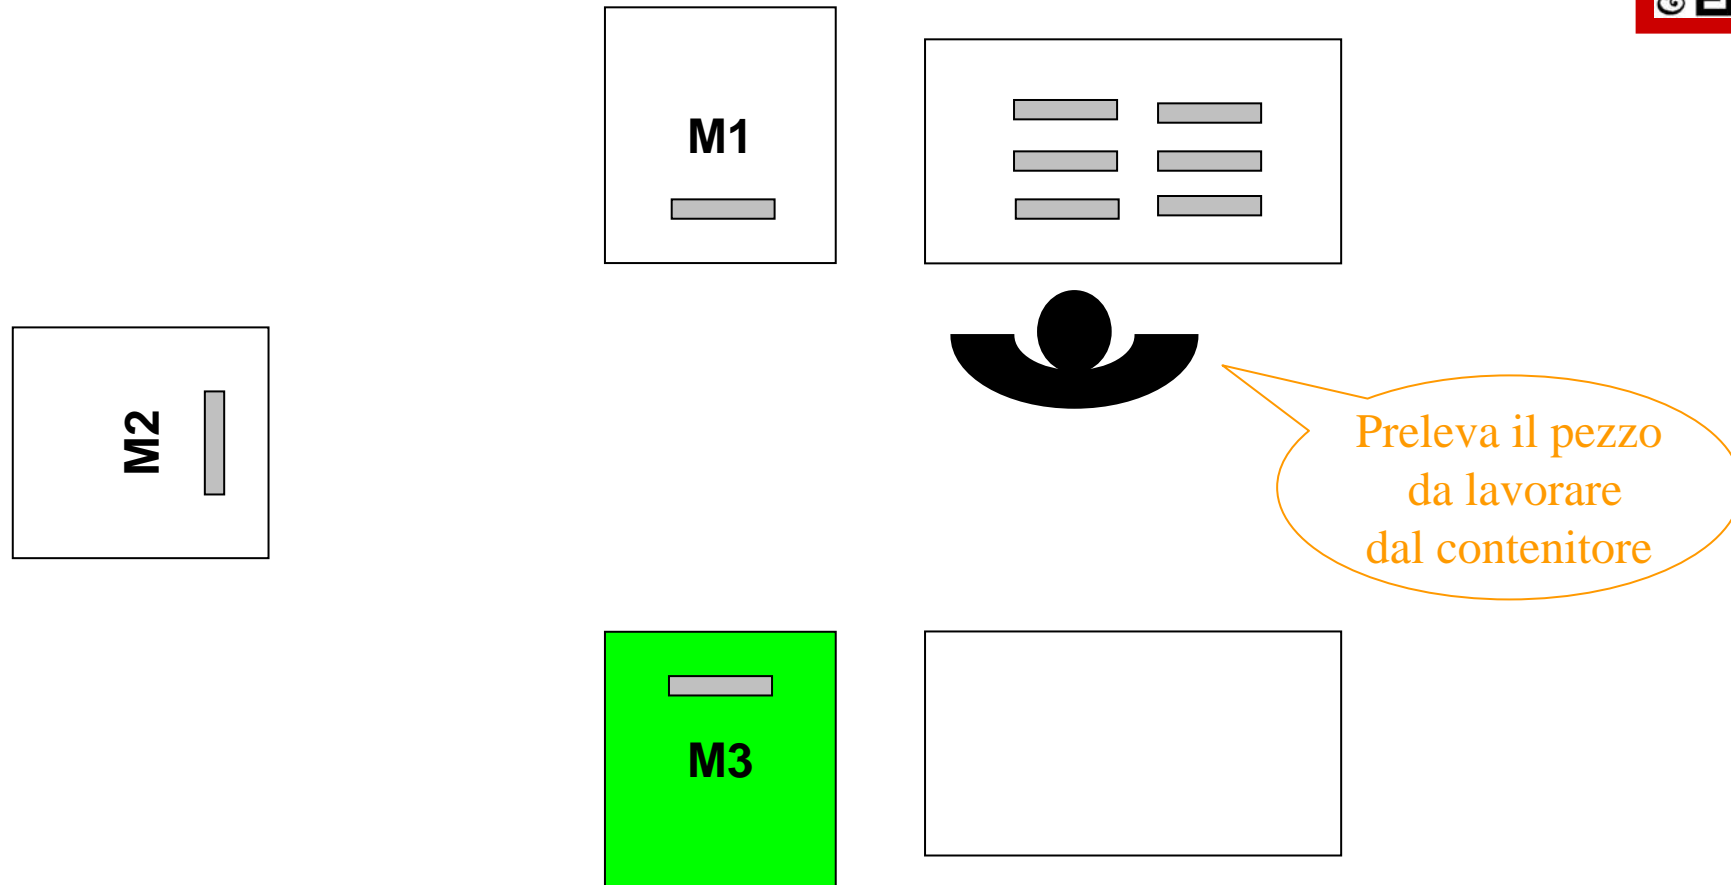 M1
M2
Preleva il pezzo
da lavorare
dal contenitore
M3